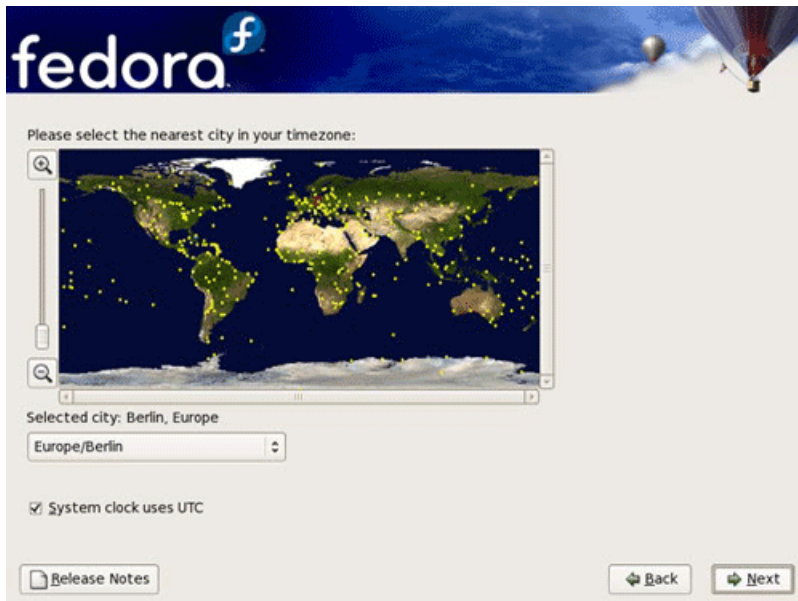 fedora
Please select the nearest city in your timezone:
Selected city: Berlin, Europe
Europe/Berlin
System clock uses UTC
Release Notes
Back
Next